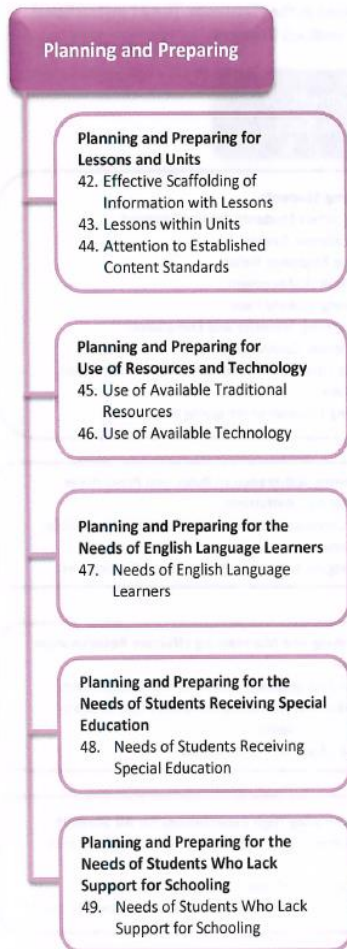 Planning and Preparing
Planning and Preparing for
Lessons and Units
42. Effective Scaffolding of
Information with Lessons
43. Lessons within Units
44. Attention to Established
Content Standards
Planning and Preparing for
Use of Resources and Technology
45. Use of Available Traditional
Resources
46. Use of Available Technology
Planning and Preparing for the
Needs of English Language Learners
47. Needs of English Language
Learners
Planning and Preparing for the
Needs of Students Receiving Special
Education
48. Needs of Students Receiving
Special Education
Planning and Preparing for the
Needs of Students Who Lack
Support for Schooling
49. Needs of Students Who Lack
Support for Schooling